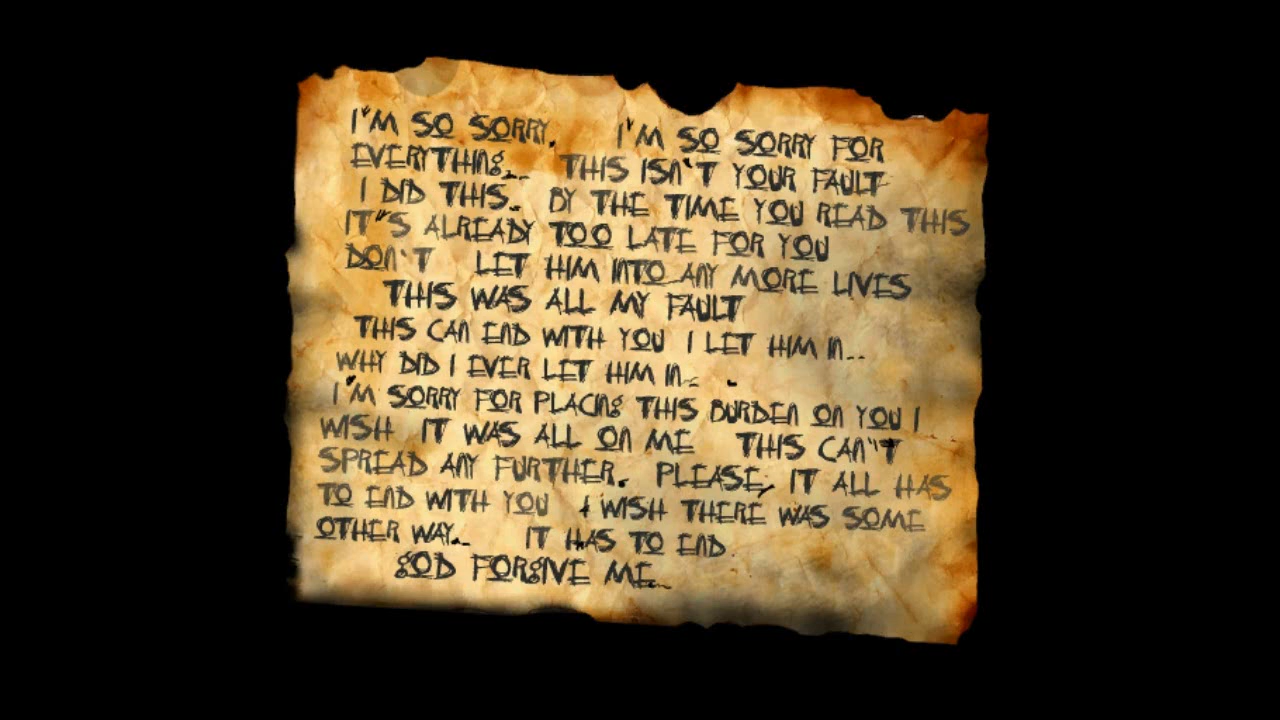 I'M SO SORRY. I'M SO SORRY FOR
EVERYTHING... THIS ISN'T YOUR FAULT
I DID THIS.. BY THE TIME YOU READ THIS
IT'S ALREADY TOO LATE FOR YOU
DON'T LET HIM INTO ANY MORE LIVES
THIS WAS ALL MY FAULT
THIS CAN END WITH YOU I LET HIM IN...
WHY DID I EVER LET HIM IN...
I'M SORRY FOR PLACING THIS BURDEN ON YOU I
WISH IT WAS ALL ON ME THIS CAN'T
SPREAD ANY FURTHER. PLEASE, IT ALL HAS
TO END WITH YOU I WISH THERE WAS SOME
OTHER WAY... IT HAS TO END.
GOD FORGIVE ME...